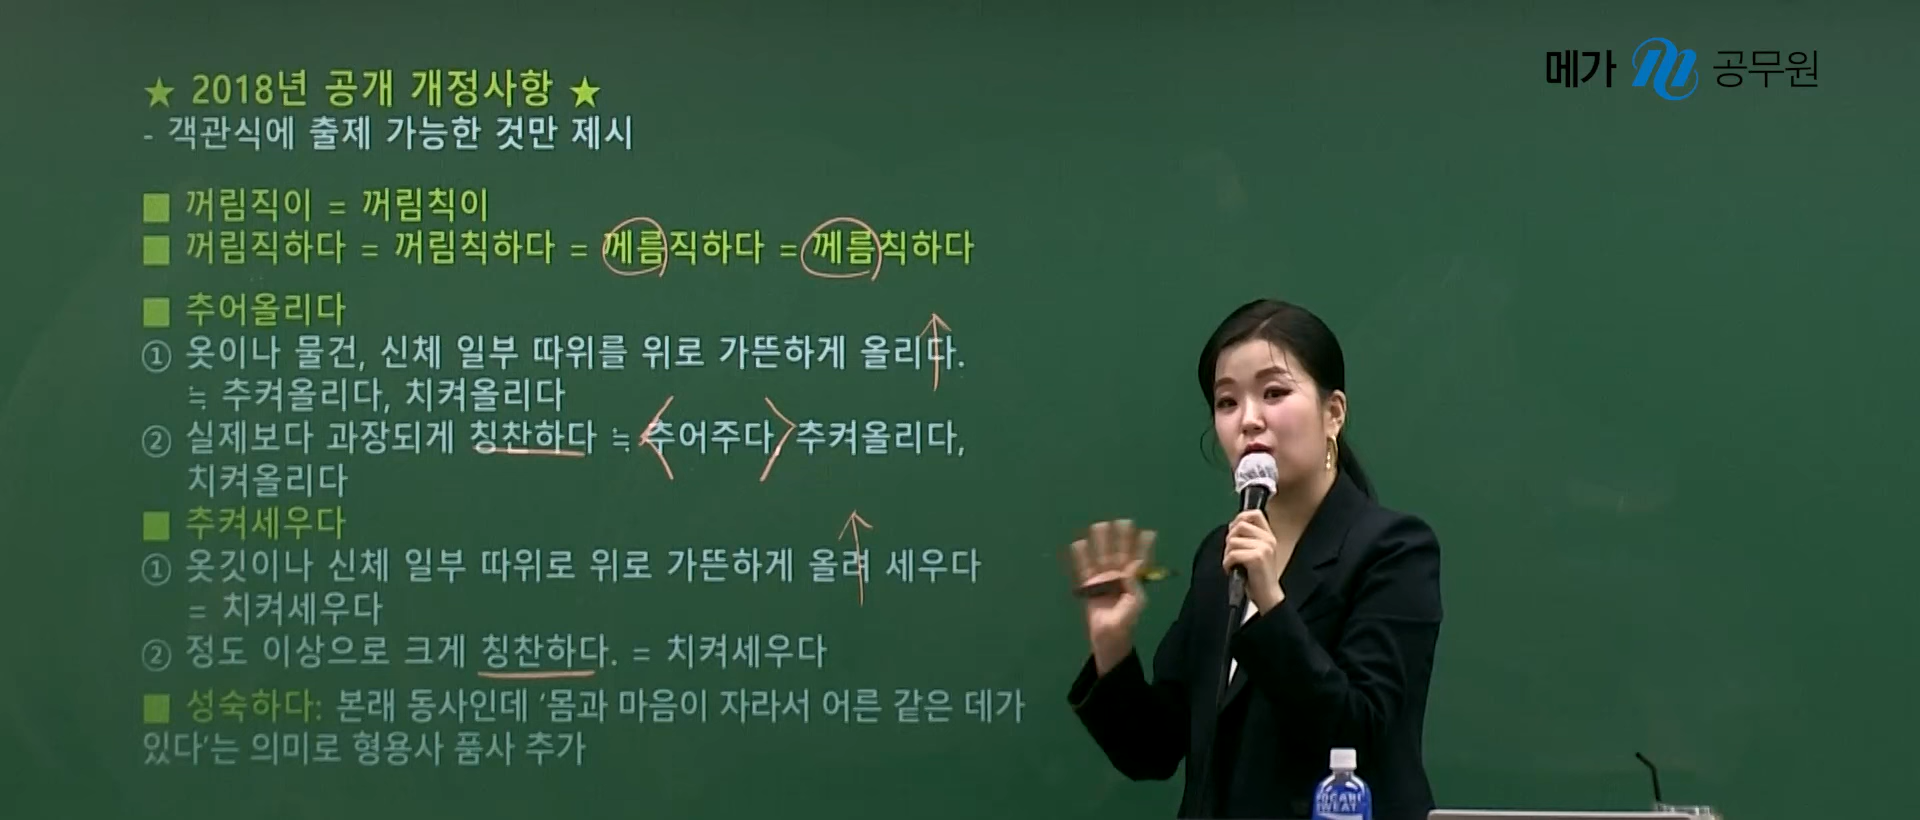 메가 공무원
★ 2018년 공개 개정사항 ★
- 객관식에 출제 가능한 것만 제시
■ 꺼림직이 = 꺼림칙이
■ 꺼림직하다 = 꺼림칙하다 = 께름직하다 = 께름칙하다
■ 추어올리다
① 옷이나 물건, 신체 일부 따위를 위로 가뜬하게 올리다.
≒ 추켜올리다, 치켜올리다
② 실제보다 과장되게 칭찬하다 ≒ 추어주다, 추켜올리다,
치켜올리다
■ 추켜세우다
① 옷깃이나 신체 일부 따위로 위로 가뜬하게 올려 세우다
= 치켜세우다
② 정도 이상으로 크게 칭찬하다. = 치켜세우다
■ 성숙하다: 본래 동사인데 ‘몸과 마음이 자라서 어른 같은 데가
있다’는 의미로 형용사 품사 추가
POCARI
SWEAT